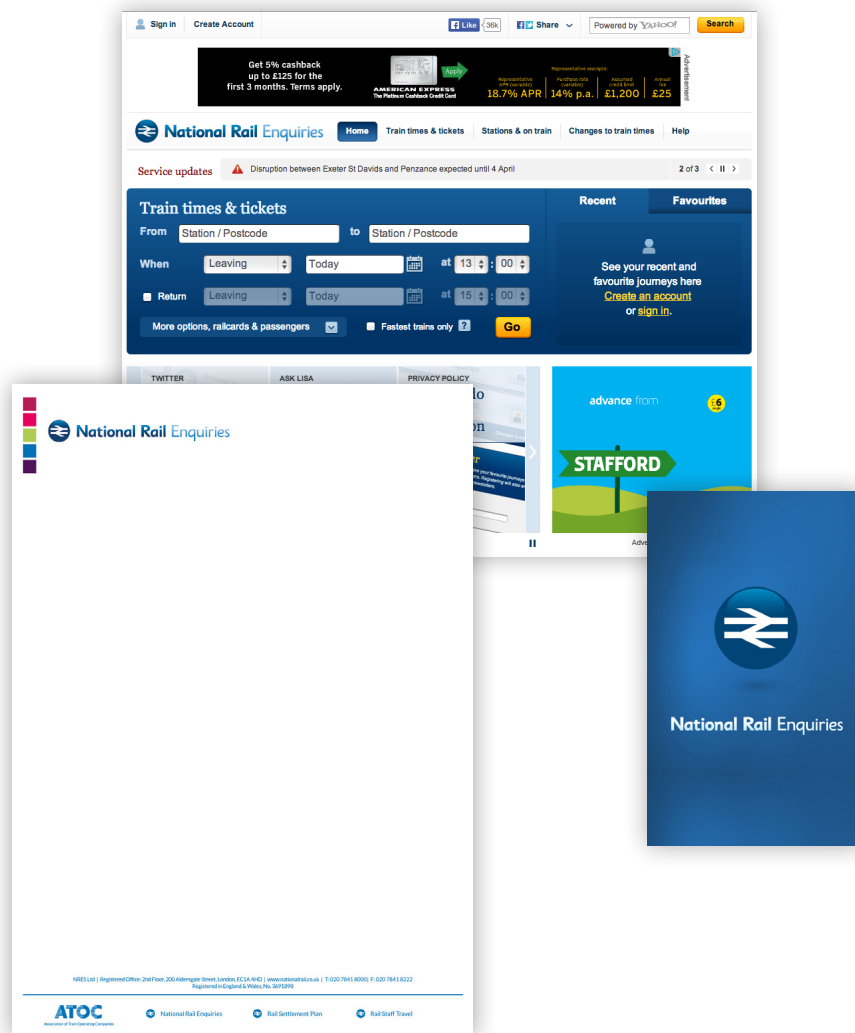 Sign in
Create Account
Like
36k
Share
Powered by YAHOO!
Search
Get 5% cashback
up to £125 for the
first 3 months. Terms apply.
AMERICAN EXPRESS
The Platinum Cashback Credit Card
Apply
Representative example:
Representative
APR (variable)
18.7% APR
Purchase rate
(variable)
14% p.a.
Assumed
credit limit
£1,200
Annual
fee
£25
Advertisement
National Rail Enquiries
Home
Train times & tickets
Stations & on train
Changes to train times
Help
Service updates
Disruption between Exeter St Davids and Penzance expected until 4 April
2 of 3
Train times & tickets
From
Station / Postcode
to
Station / Postcode
When
Leaving
Today
at
13
:
00
Return
Leaving
Today
at
15
:
00
More options, railcards & passengers
Fastest trains only
?
Go
Recent
Favourites
See your recent and
favourite journeys here
Create an account
or sign in.
TWITTER
ASK LISA
PRIVACY POLICY
advance from
£6
STAFFORD
National Rail Enquiries
National Rail Enquiries
NRES Ltd | Registered Office: 2nd Floor, 200 Aldersgate Street, London, EC1A 4HD | www.nationalrail.co.uk | T: 020 7841 8000| F: 020 7841 8222
Registered in England & Wales, No. 3691898
ATOC
Association of Train Operating Companies
National Rail Enquiries
Rail Settlement Plan
Rail Staff Travel